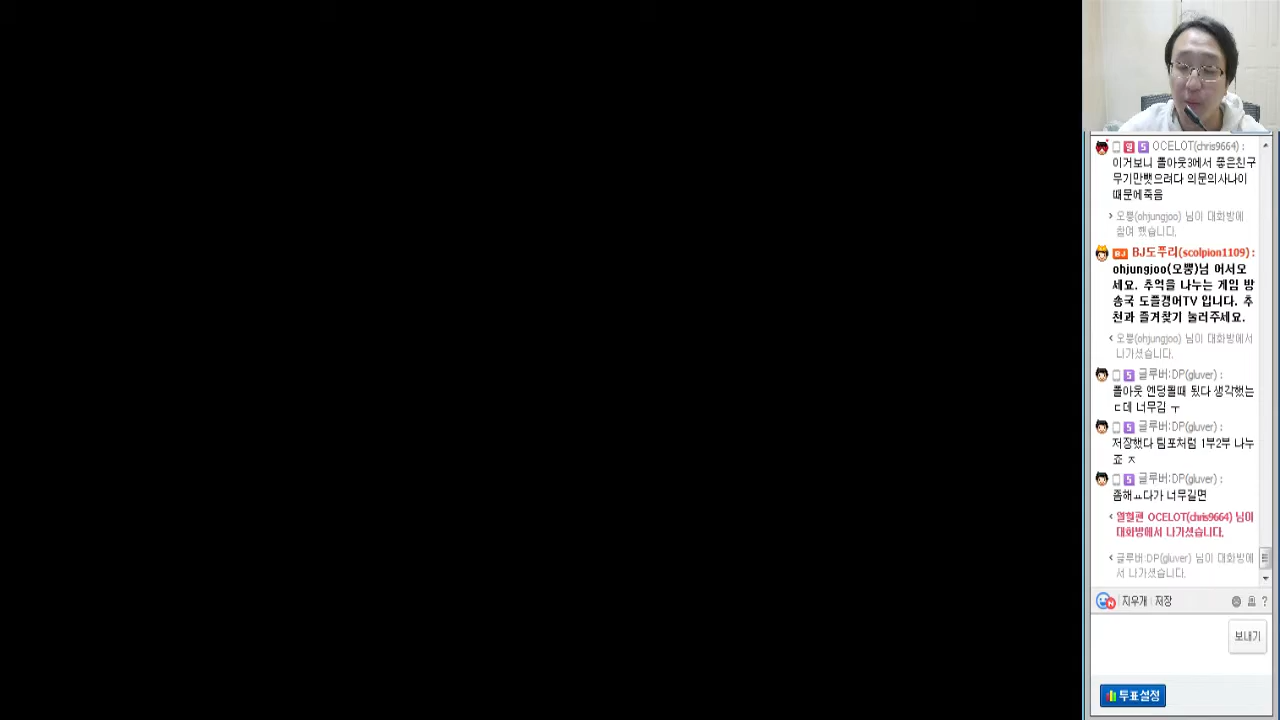 열 S OCELOT(chris9664) :
이거보니 폴아웃3에서 좋은친구
무기만뺏으려다 의문의사나이
때문에죽음
오뿅(ohjungjoo) 님이 대화방에
참여 했습니다.
BJ BJ도푸리(scolpion1109) :
ohjungjoo(오뿅)님 어서오
세요. 추억을 나누는 게임 방
송국 도플갱어TV 입니다. 추
천과 즐겨찾기 눌러주세요.
오뿅(ohjungjoo) 님이 대화방에서
나가셨습니다.
S 글루버:DP(gluver) :
폴아웃 엔딩볼때 됬다 생각했는
ㄷ데 너무김 ㅜ
S 글루버:DP(gluver) :
저장했다 팀포처럼 1부2부 나누
죠 ㅈ
S 글루버:DP(gluver) :
좀해ㅛ다가 너무길면
열혈팬 OCELOT(chris9664) 님이
대화방에서 나가셨습니다.
글루버:DP(gluver) 님이 대화방에
서 나가셨습니다.
N 지우개 저장 ?
보내기
투표설정